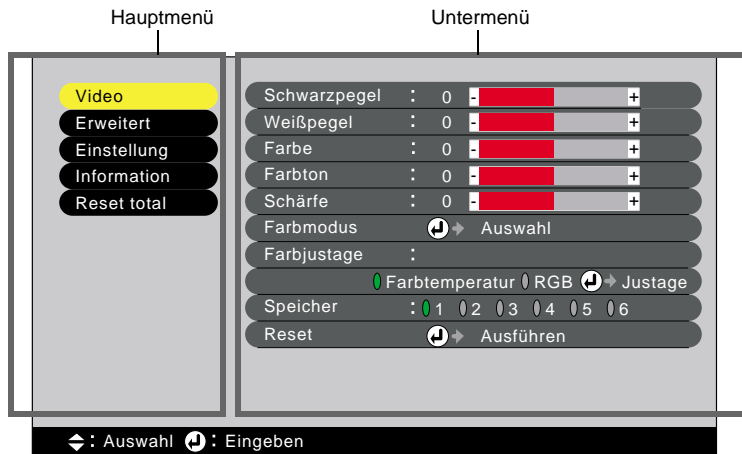 Hauptmenü Untermenü
Video
Erweitert
Einstellung
Information
Reset total
Schwarzpegel : 0 - +
Weißpegel : 0 - +
Farbe : 0 - +
Farbton : 0 - +
Schärfe : 0 - +
Farbmodus Auswahl
Farbjustage :
Farbtemperatur RGB Justage
Speicher : 1 2 3 4 5 6
Reset Ausführen
: Auswahl : Eingeben